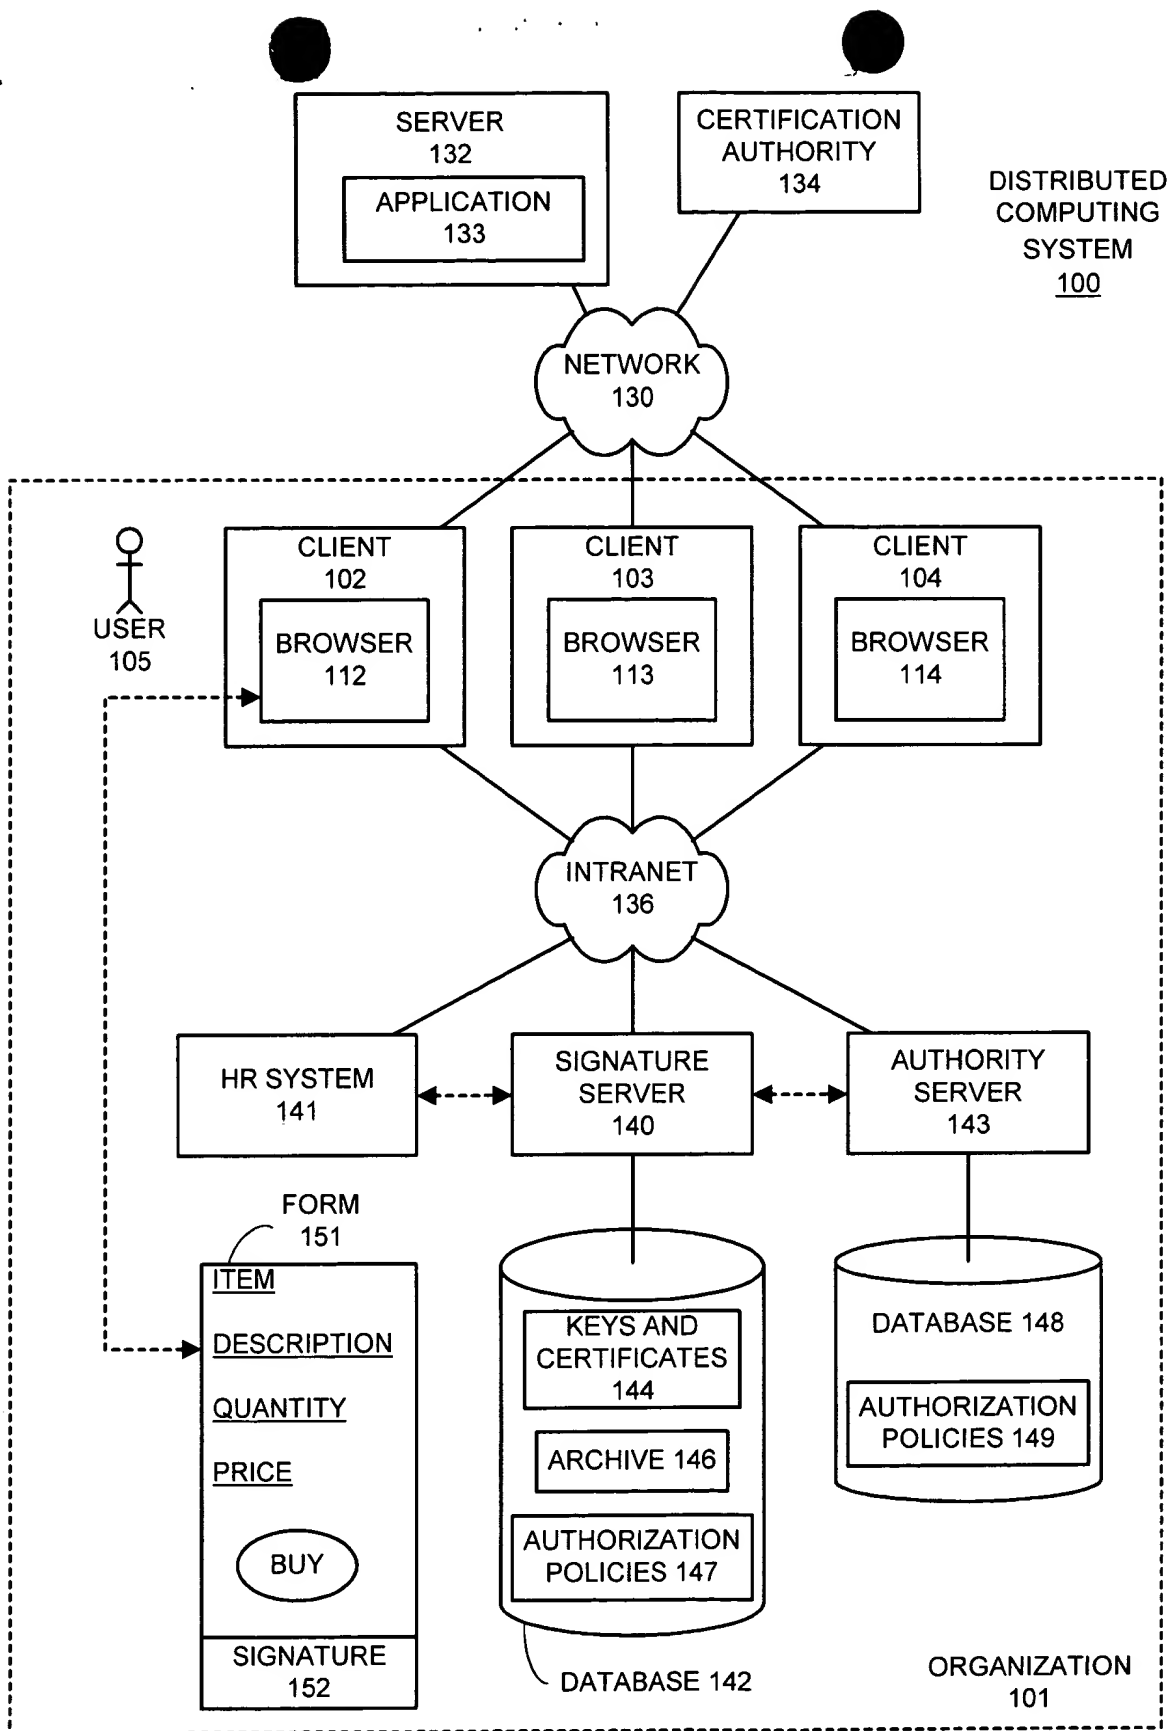 SERVER
132
APPLICATION
133
CERTIFICATION
AUTHORITY
134
DISTRIBUTED
COMPUTING
SYSTEM
100
NETWORK
130
USER
105
CLIENT
102
BROWSER
112
CLIENT
103
BROWSER
113
CLIENT
104
BROWSER
114
INTRANET
136
HR SYSTEM
141
SIGNATURE
SERVER
140
AUTHORITY
SERVER
143
FORM
151
ITEM
DESCRIPTION
QUANTITY
PRICE
BUY
SIGNATURE
152
KEYS AND
CERTIFICATES
144
ARCHIVE 146
AUTHORIZATION
POLICIES 147
DATABASE 142
DATABASE 148
AUTHORIZATION
POLICIES 149
ORGANIZATION
101